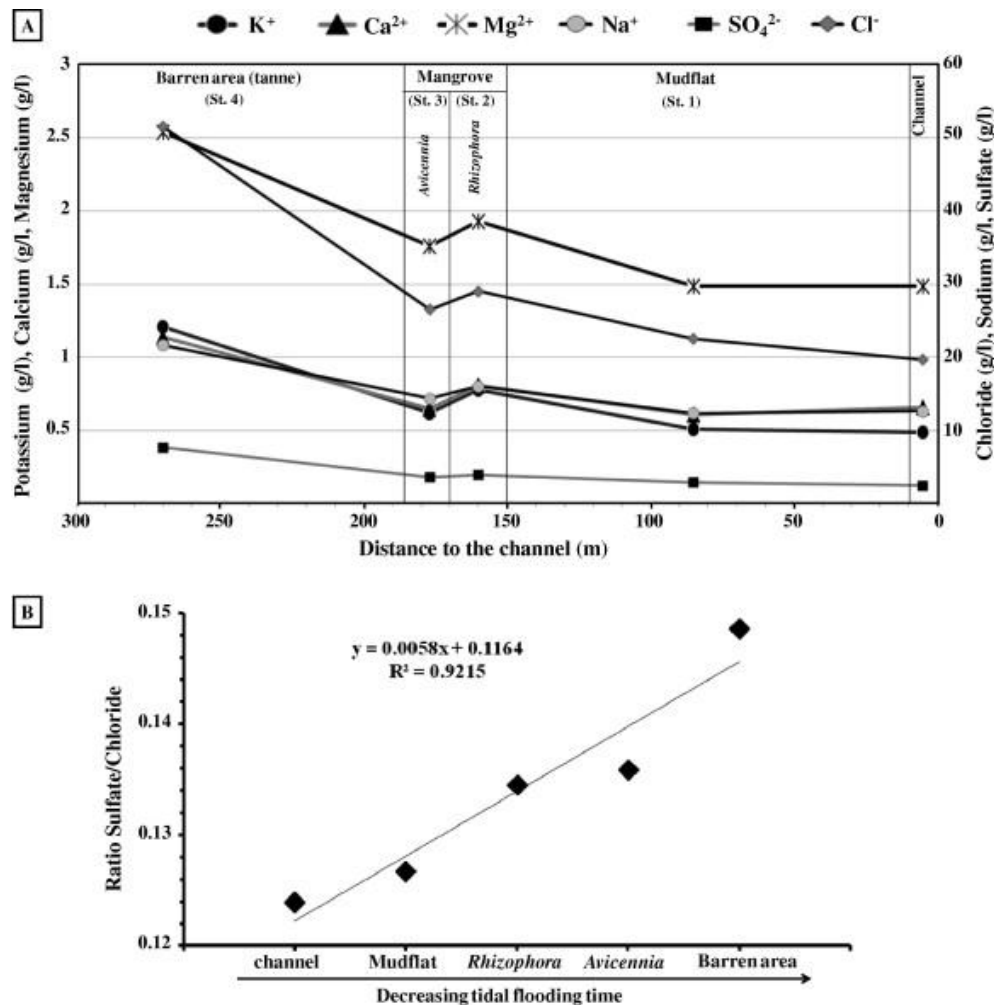 A
K⁺ Ca²⁺ Mg²⁺ Na⁺ SO₄²⁻ Cl⁻
Potassium (g/l), Calcium (g/l, Magnesium (g/l)
3
2.5
2
1.5
1
0.5
Barren area (tanne)
(St. 4)
Mangrove
(St. 3) (St. 2)
Avicennia
Rhizophora
Mudflat
(St. 1)
Channel
60
50
40
30
20
10
Chloride (g/l), Sodium (g/l, Sulfate (g/l)
300 250 200 150 100 50 0
Distance to the channel (m)
B
Ratio Sulfate/Chloride
0.15
0.14
0.13
0.12
y = 0.0058x + 0.1164
R² = 0.9215
channel Mudflat Rhizophora Avicennia Barren area
Decreasing tidal flooding time